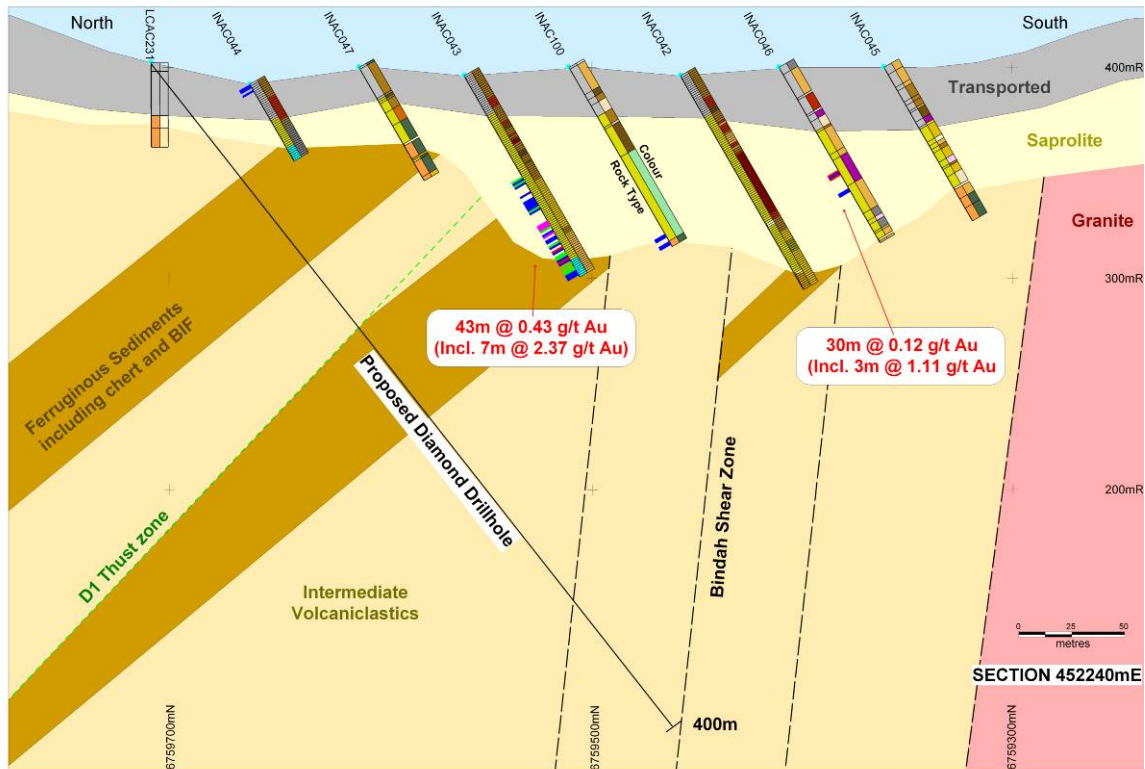 North
South
LCAC231
INAC044
INAC047
INAC043
INAC100
INAC042
INAC046
INAC045
400mR
Transported
Saprolite
Colour
Rock Type
Granite
300mR
43m @ 0.43 g/t Au
(Incl. 7m @ 2.37 g/t Au)
30m @ 0.12 g/t Au
(Incl. 3m @ 1.11 g/t Au
Ferruginous Sediments
including chert and BIF
Proposed Diamond Drillhole
Bindah Shear Zone
200mR
D1 Thust zone
Intermediate
Volcaniclastics
0 25 50
metres
SECTION 452240mE
400m
6759700mN
6759500mN
6759300mN